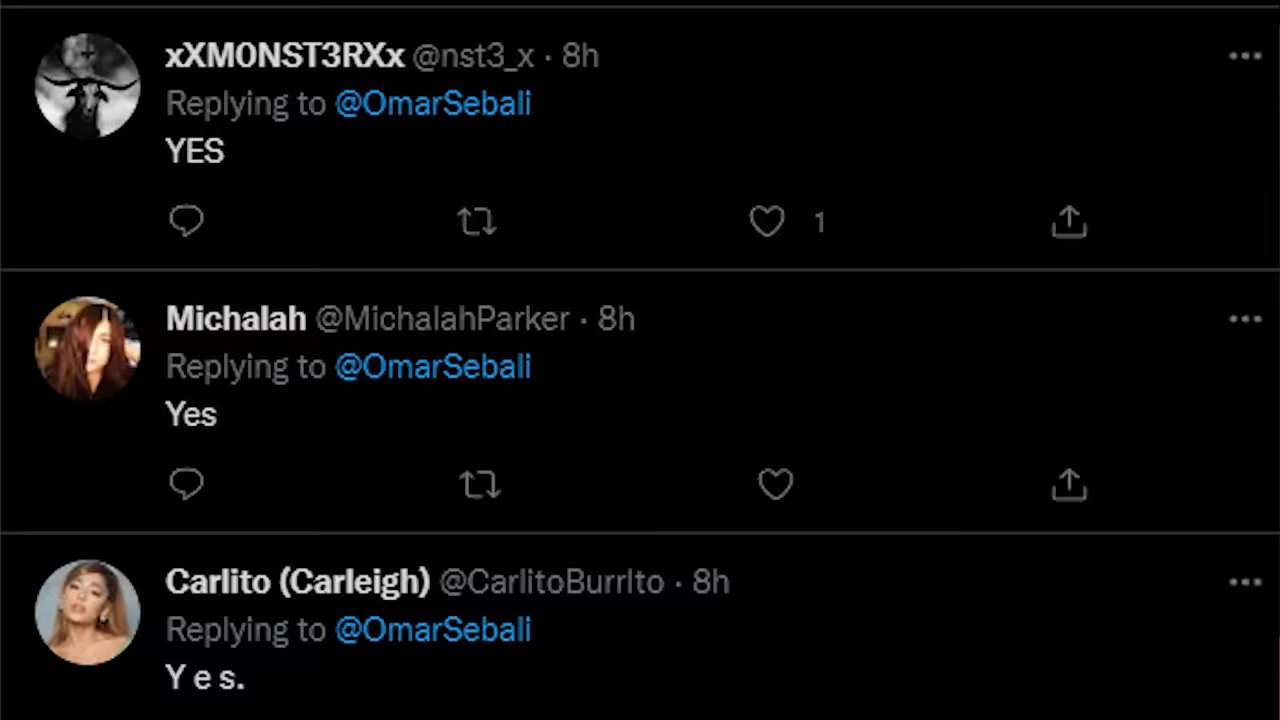 xXM0NST3RXx @nst3_x · 8h
Replying to @OmarSebali
YES
1
Michalah @MichalahParker · 8h
Replying to @OmarSebali
Yes
Carlito (Carleigh) @CarlitoBurrIto · 8h
Replying to @OmarSebali
Y e s.